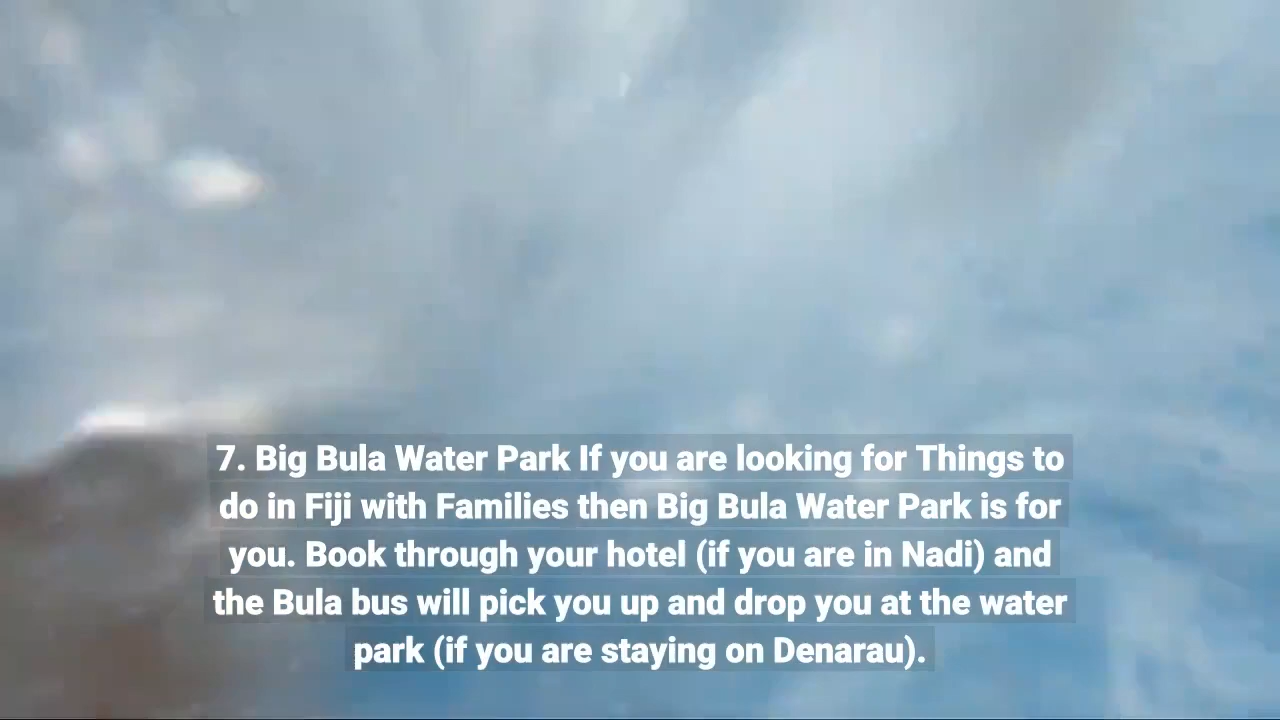 7. Big Bula Water Park If you are looking for Things to
do in Fiji with Families then Big Bula Water Park is for
you. Book through your hotel (if you are in Nadi) and
the Bula bus will pick you up and drop you at the water
park (if you are staying on Denarau).